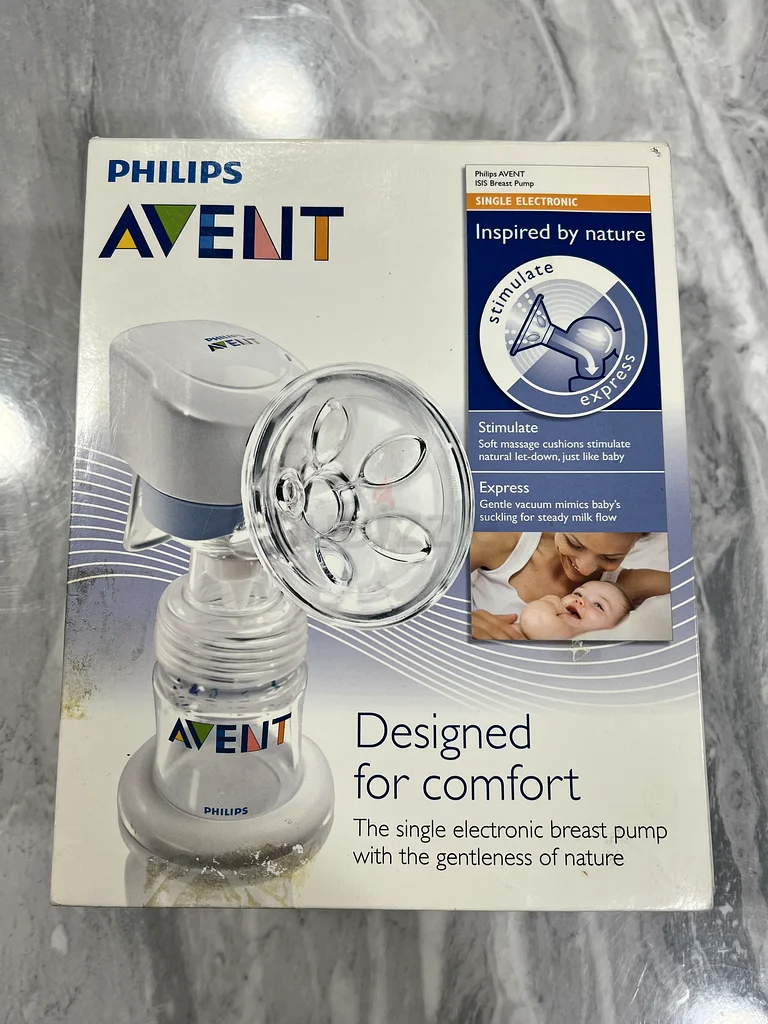 PHILIPS
AVENT
Philips AVENT
ISIS Breast Pump
SINGLE ELECTRONIC
Inspired by nature
stimulate
express
Stimulate
Soft massage cushions stimulate
natural let-down, just like baby
Express
Gentle vacuum mimics baby's
suckling for steady milk flow
PHILIPS
AVENT
AVENT
PHILIPS
Designed
for comfort
The single electronic breast pump
with the gentleness of nature